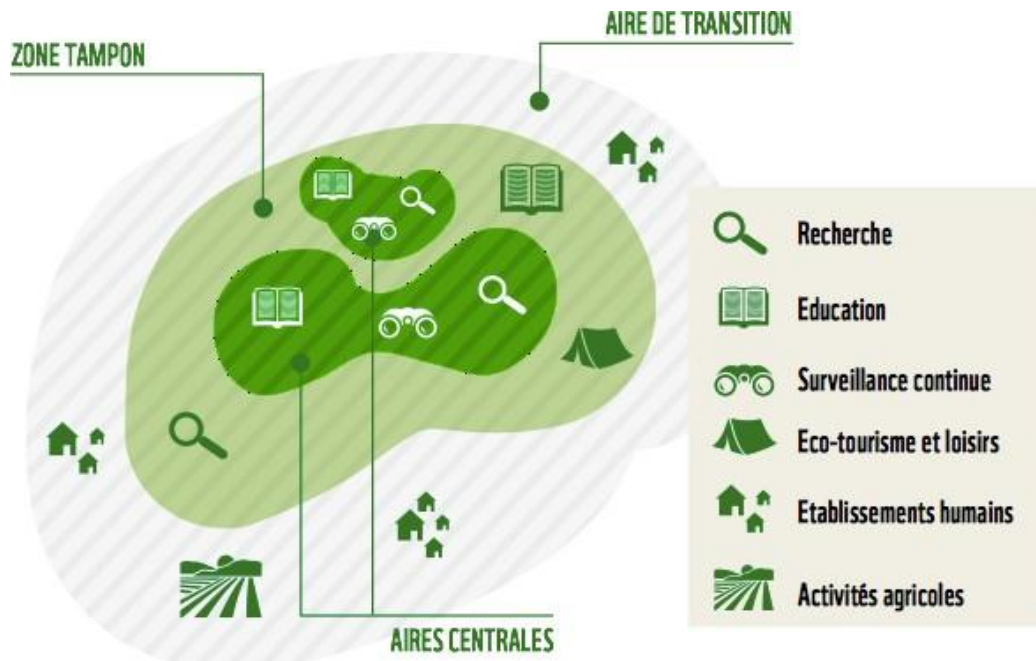 AIRE DE TRANSITION
ZONE TAMPON
Recherche
Education
Surveillance continue
Eco-tourisme et loisirs
Etablissements humains
Activités agricoles
AIRES CENTRALES